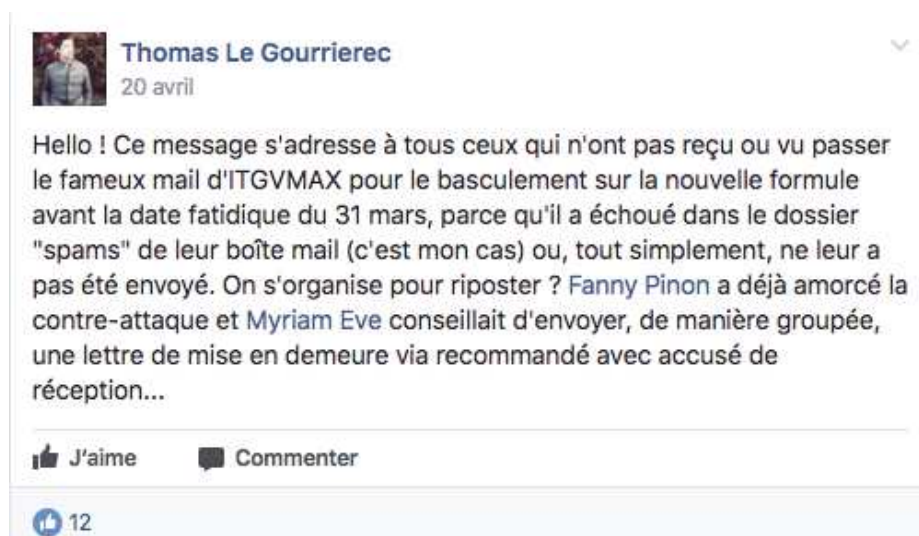 Thomas Le Gourrierec
20 avril
Hello ! Ce message s'adresse à tous ceux qui n'ont pas reçu ou vu passer
le fameux mail d'ITGVMAX pour le basculement sur la nouvelle formule
avant la date fatidique du 31 mars, parce qu'il a échoué dans le dossier
"spams" de leur boîte mail (c'est mon cas) ou, tout simplement, ne leur a
pas été envoyé. On s'organise pour riposter ? Fanny Pinon a déjà amorcé la
contre-attaque et Myriam Eve conseillait d'envoyer, de manière groupée,
une lettre de mise en demeure via recommandé avec accusé de
réception...
J'aime Commenter
12